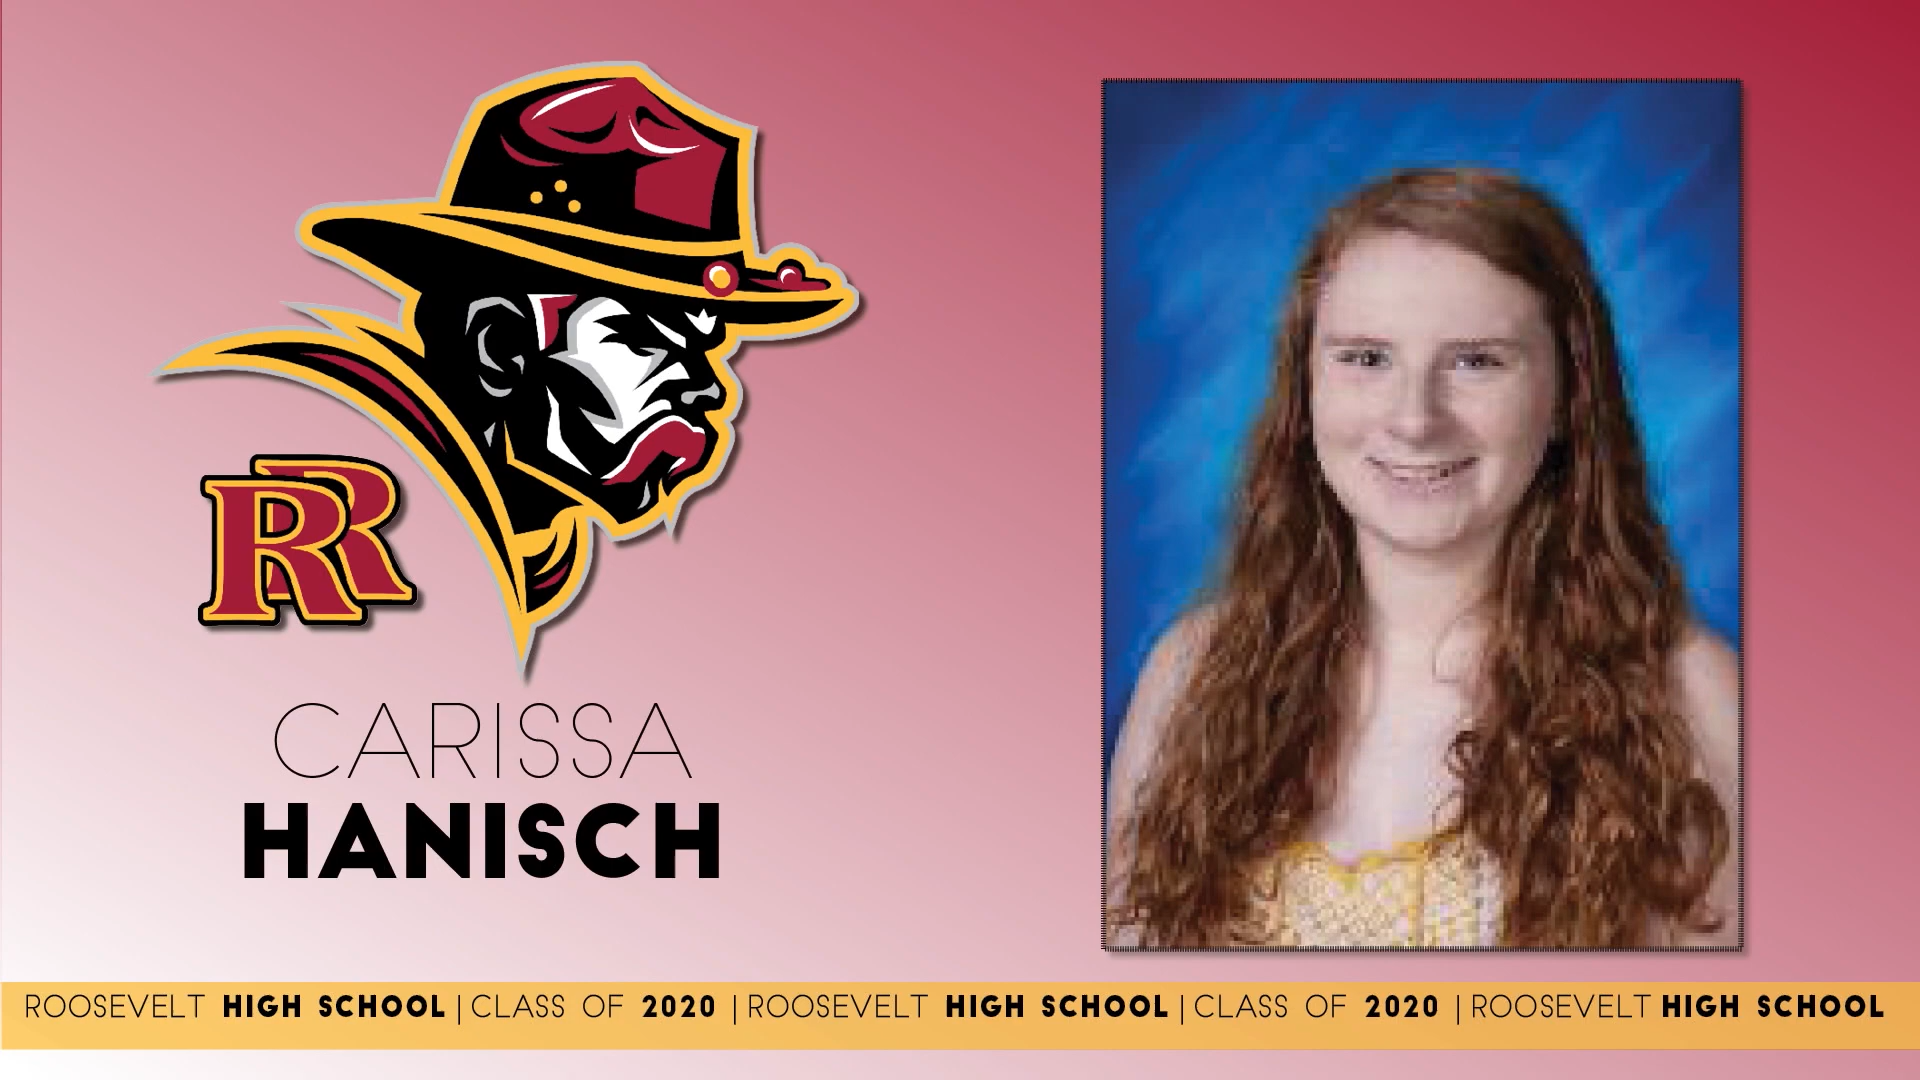 RR
CARISSA
HANISCH
ROOSEVELT HIGH SCHOOL | CLASS OF 2020 | ROOSEVELT HIGH SCHOOL | CLASS OF 2020 | ROOSEVELT HIGH SCHOOL